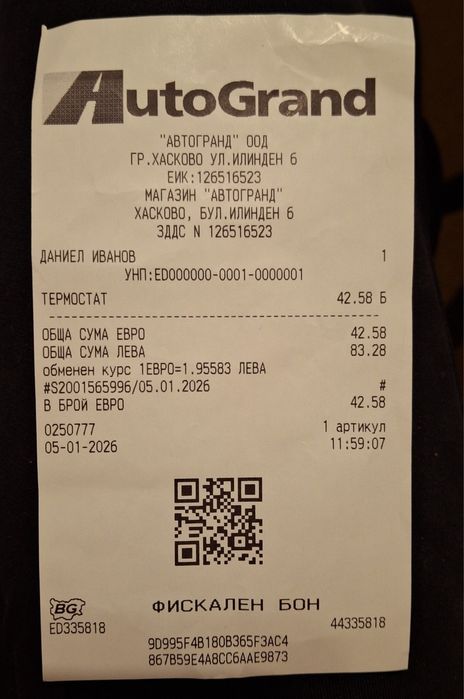 AutoGrand
"АВТОГРАНД" ООД
ГР.ХАСКОВО УЛ.ИЛИНДЕН 6
ЕИК:126516523
МАГАЗИН "АВТОГРАНД"
ХАСКОВО, БУЛ.ИЛИНДЕН 6
ЗДДС N 126516523
ДАНИЕЛ ИВАНОВ 1
УНП:ED000000-0001-0000001
ТЕРМОСТАТ 42.58 Б
ОБЩА СУМА ЕВРО 42.58
ОБЩА СУМА ЛЕВА 83.28
обменен курс 1ЕВРО=1.95583 ЛЕВА
#S2001565996/05.01.2026 #
В БРОЙ ЕВРО 42.58
0250777 1 артикул
05-01-2026 11:59:07
BG ФИСКАЛЕН БОН
ED335818 44335818
9D995F4B180B365F3AC4
867B59E4A8CC6AAE9873